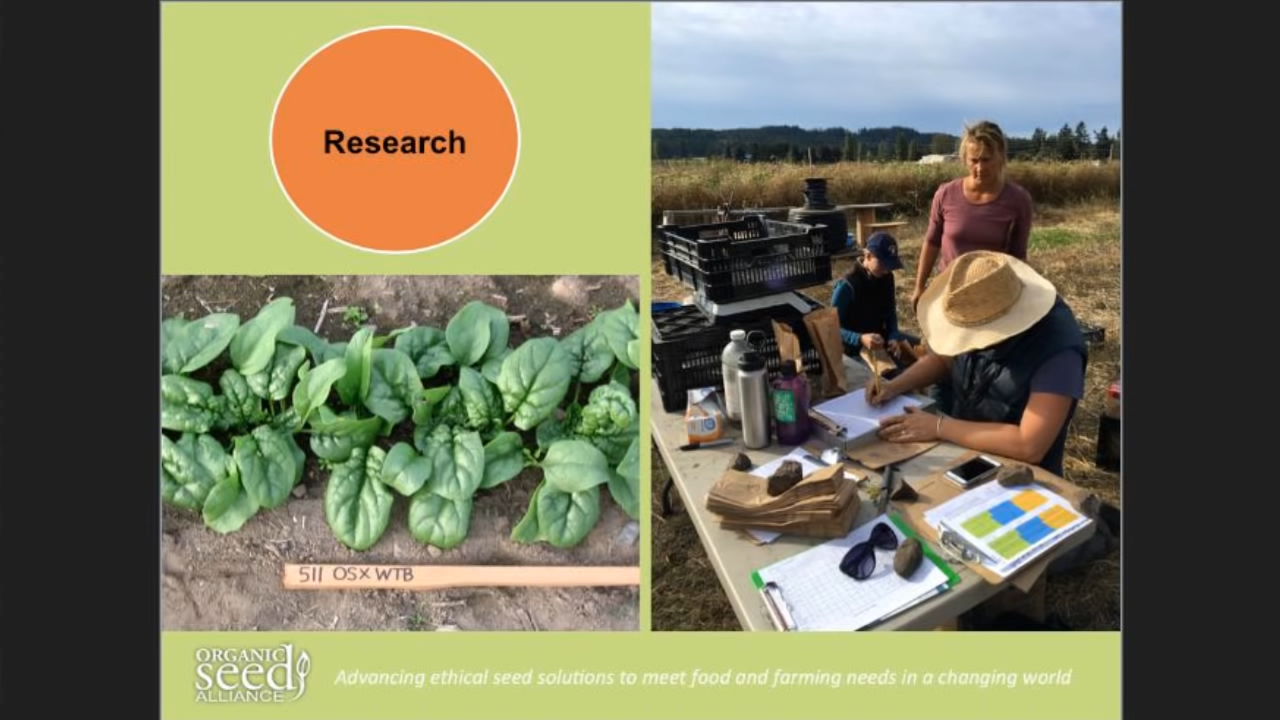 Research
511 OSX WTB
ORGANIC
seed
ALLIANCE
Advancing ethical seed solutions to meet food and farming needs in a changing world